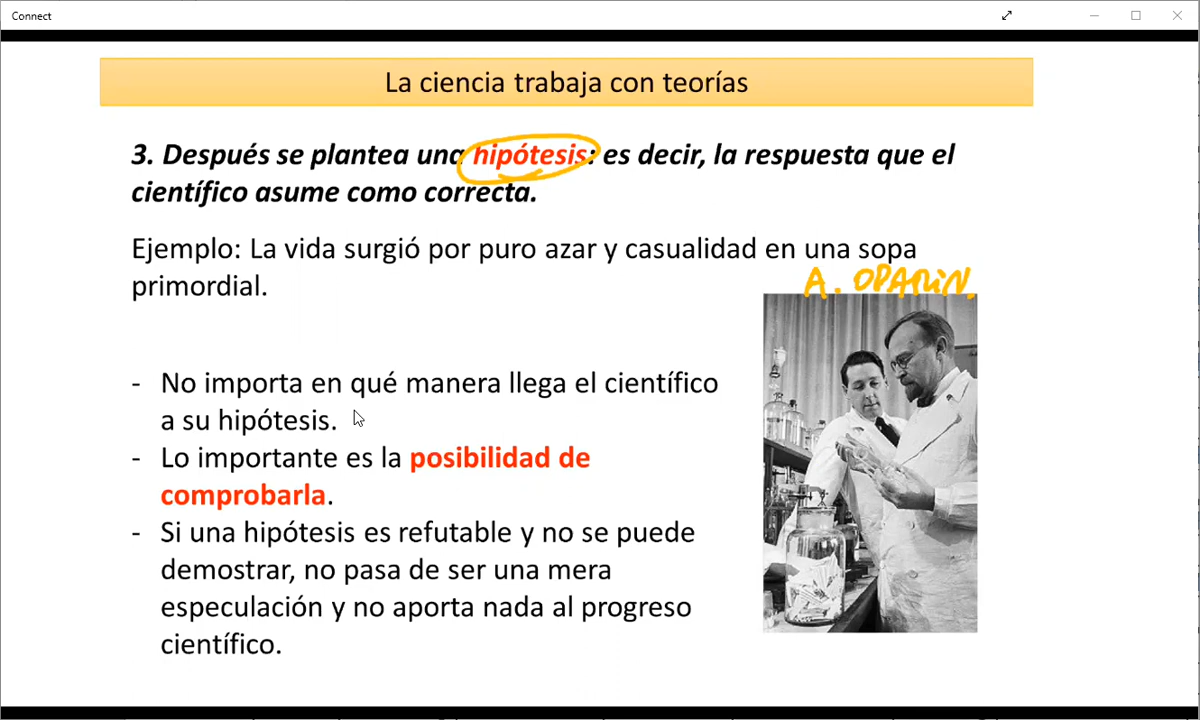 Connect
La ciencia trabaja con teorías
3. Después se plantea una hipótesis: es decir, la respuesta que el
científico asume como correcta.
Ejemplo: La vida surgió por puro azar y casualidad en una sopa
primordial.
A. OPARIN.
- No importa en qué manera llega el científico
a su hipótesis.
- Lo importante es la posibilidad de
comprobarla.
- Si una hipótesis es refutable y no se puede
demostrar, no pasa de ser una mera
especulación y no aporta nada al progreso
científico.